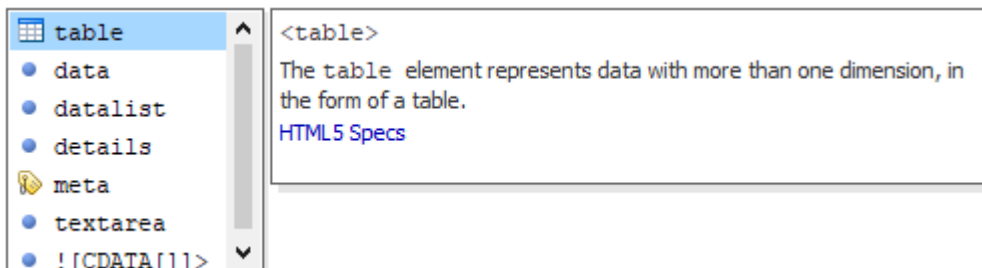 table
data
datalist
details
meta
textarea
![CDATA[]]>
<table>
The table element represents data with more than one dimension, in
the form of a table.
HTML5 Specs